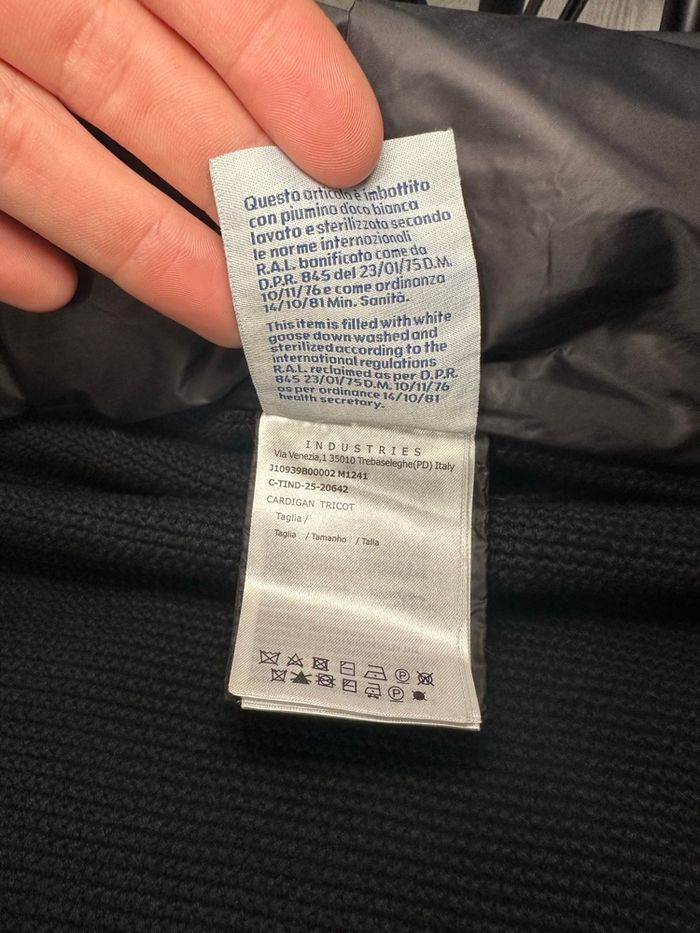 Questo articolo è imbottito
con piumino d'oca bianca
lavato e sterilizzato secondo
le norme internazionali
R.A.L. bonificato come da
D.P.R. 845 del 23/01/75 D.M.
10/11/76 e come ordinanza
14/10/81 Min. Sanità.
This item is filled with white
goose down washed and
sterilized according to the
International regulations
R.A.L. reclaimed as per D.P.R.
845 23/01/75 D.M. 10/11/76
as per ordinance 14/10/81
health secretary.
INDUSTRIES
Via Venezia,1 35010 Trebaseleghe(PD) Italy
J10939B00002 M1241
C-TIND-25-20642
CARDIGAN TRICOT
Taglia /
Taglia / Tamanho / Talla